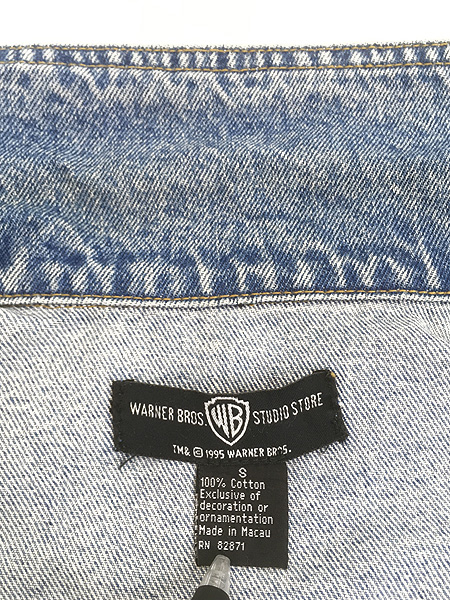 WARNER BROS. WB STUDIO STORE
TM& © 1995 WARNER BROS.
S
100% Cotton
Exclusive of
decoration or
ornamentation
Made in Macau
RN 82871